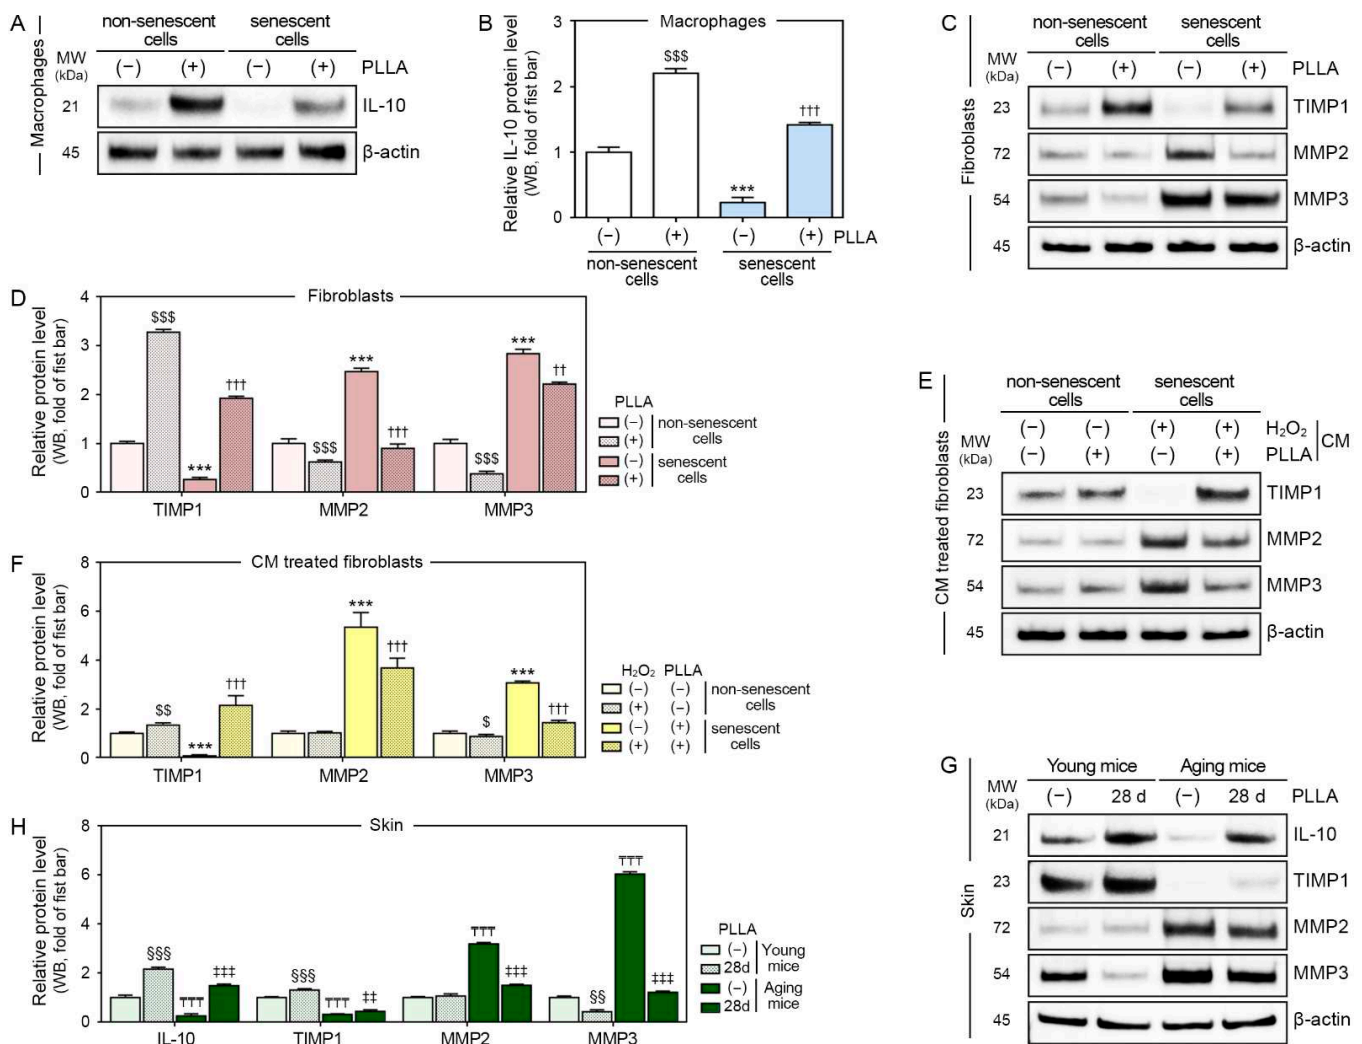 A
Macrophages
non-senescent senescent
cells cells
MW
(kDa)
(−) (+) (−) (+) PLLA
21 IL-10
45 β-actin
B
Macrophages
Relative IL-10 protein level
(WB, fold of fist bar)
3
2
1
0
$$$
***
†††
(−) (+) (−) (+) PLLA
non-senescent senescent
cells cells
C
Fibroblasts
non-senescent senescent
cells cells
MW
(kDa)
(−) (+) (−) (+) PLLA
23 TIMP1
72 MMP2
54 MMP3
45 β-actin
D
Fibroblasts
Relative protein level
(WB, fold of fist bar)
4
3
2
1
0
$$$ *** †††
$$$ *** †††
$$$ *** ††
TIMP1 MMP2 MMP3
PLLA
(−) non-senescent
(+) cells
(−) senescent
(+) cells
E
CM treated fibroblasts
non-senescent senescent
cells cells
MW
(kDa)
(−) (−) (+) (+) H₂O₂
(−) (+) (−) (+) PLLA
CM
23 TIMP1
72 MMP2
54 MMP3
45 β-actin
F
CM treated fibroblasts
Relative protein level
(WB, fold of fist bar)
8
6
4
2
0
$$ *** †††
*** †††
$ *** †††
TIMP1 MMP2 MMP3
H₂O₂ PLLA
(−) (−) non-senescent
(+) (−) cells
(−) (+) senescent
(+) (+) cells
G
Skin
Young mice Aging mice
MW
(kDa)
(−) 28 d (−) 28 d PLLA
21 IL-10
23 TIMP1
72 MMP2
54 MMP3
45 β-actin
H
Skin
Relative protein level
(WB, fold of fist bar)
8
6
4
2
0
§§§ ‡‡‡
§§§ ‡‡
‡‡‡
§§ ‡‡‡
IL-10 TIMP1 MMP2 MMP3
PLLA
(−) Young
28d mice
(−) Aging
28d mice